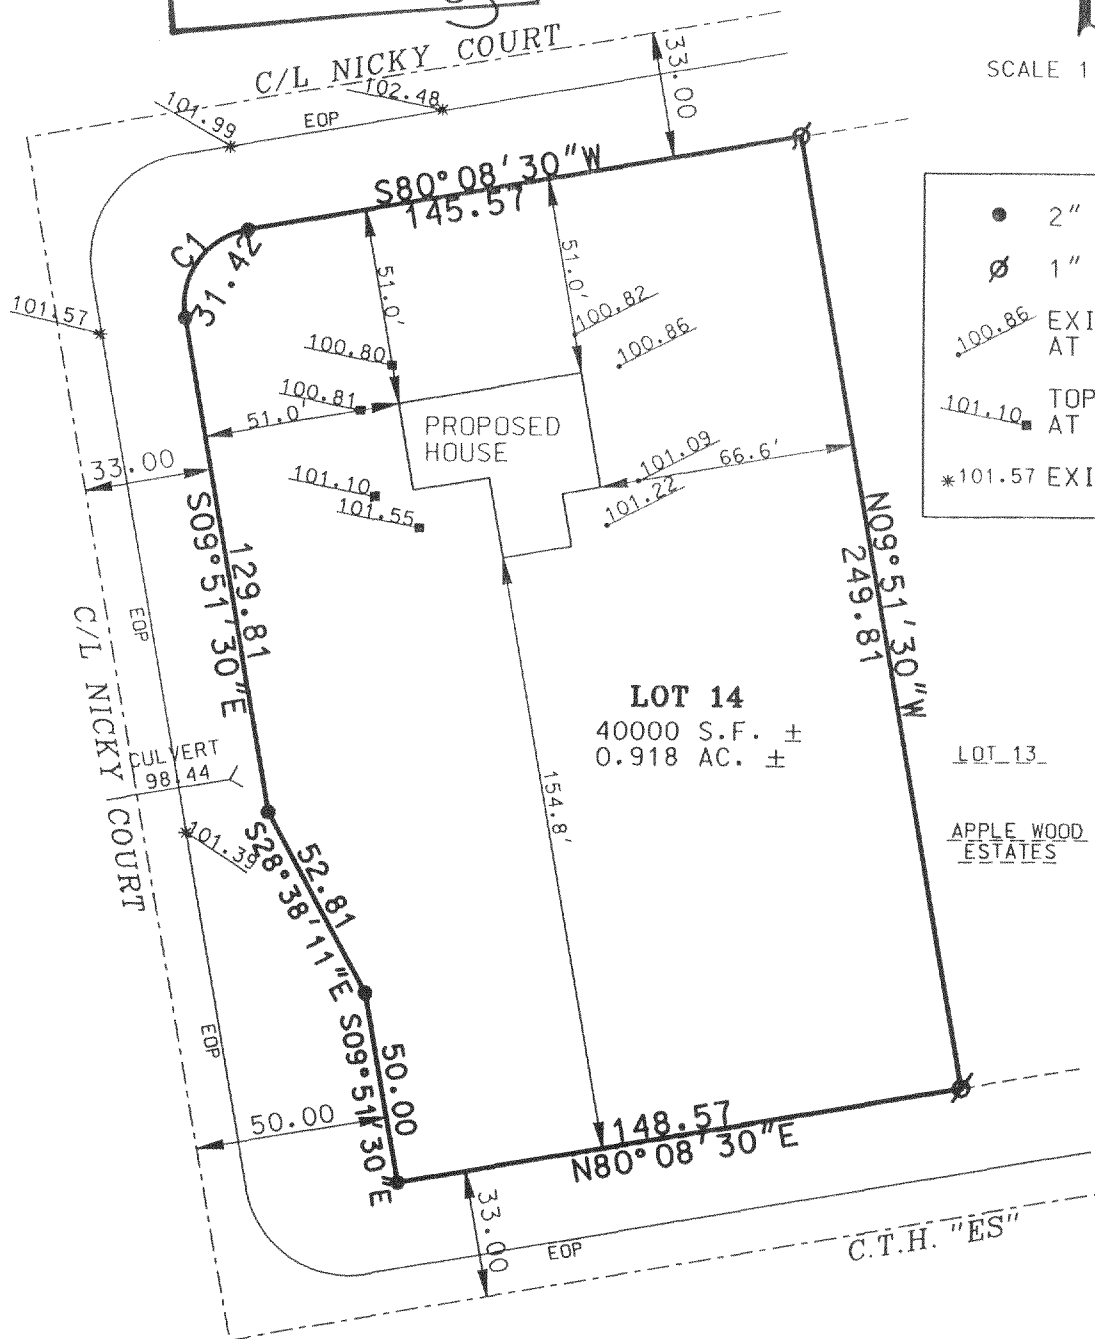 C/L NICKY COURT
33.00
SCALE 1
101.99
102.48
EOP
S80°08'30"W
145.57
2"
1"
100.86 EXI
AT
101.10 TOP
AT
*101.57 EXI
C1
31.42
51.0'
51.0'
100.82
100.86
101.57
100.80
100.81
51.0'
PROPOSED
HOUSE
101.09
66.6'
33.00
101.10
101.55
101.22
S09°51'30"E
129.81
N09°51'30"W
249.81
EOP
C/L NICKY COURT
LOT 14
40000 S.F. ±
0.918 AC. ±
CULVERT
98.44
LOT 13
154.8'
101.39
S28°38'11"E
52.81
APPLE WOOD
ESTATES
EOP
S09°51'30"E
50.00
50.00
148.57
N80°08'30"E
33.00
EOP
C.T.H. "ES"